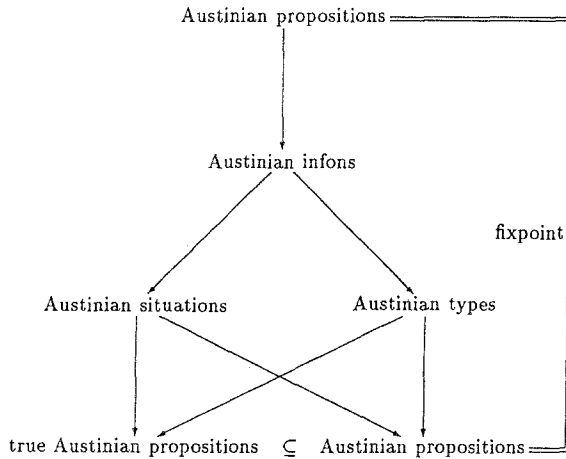 Austinian propositions
Austinian infons
fixpoint
Austinian situations
Austinian types
true Austinian propositions ⊆ Austinian propositions